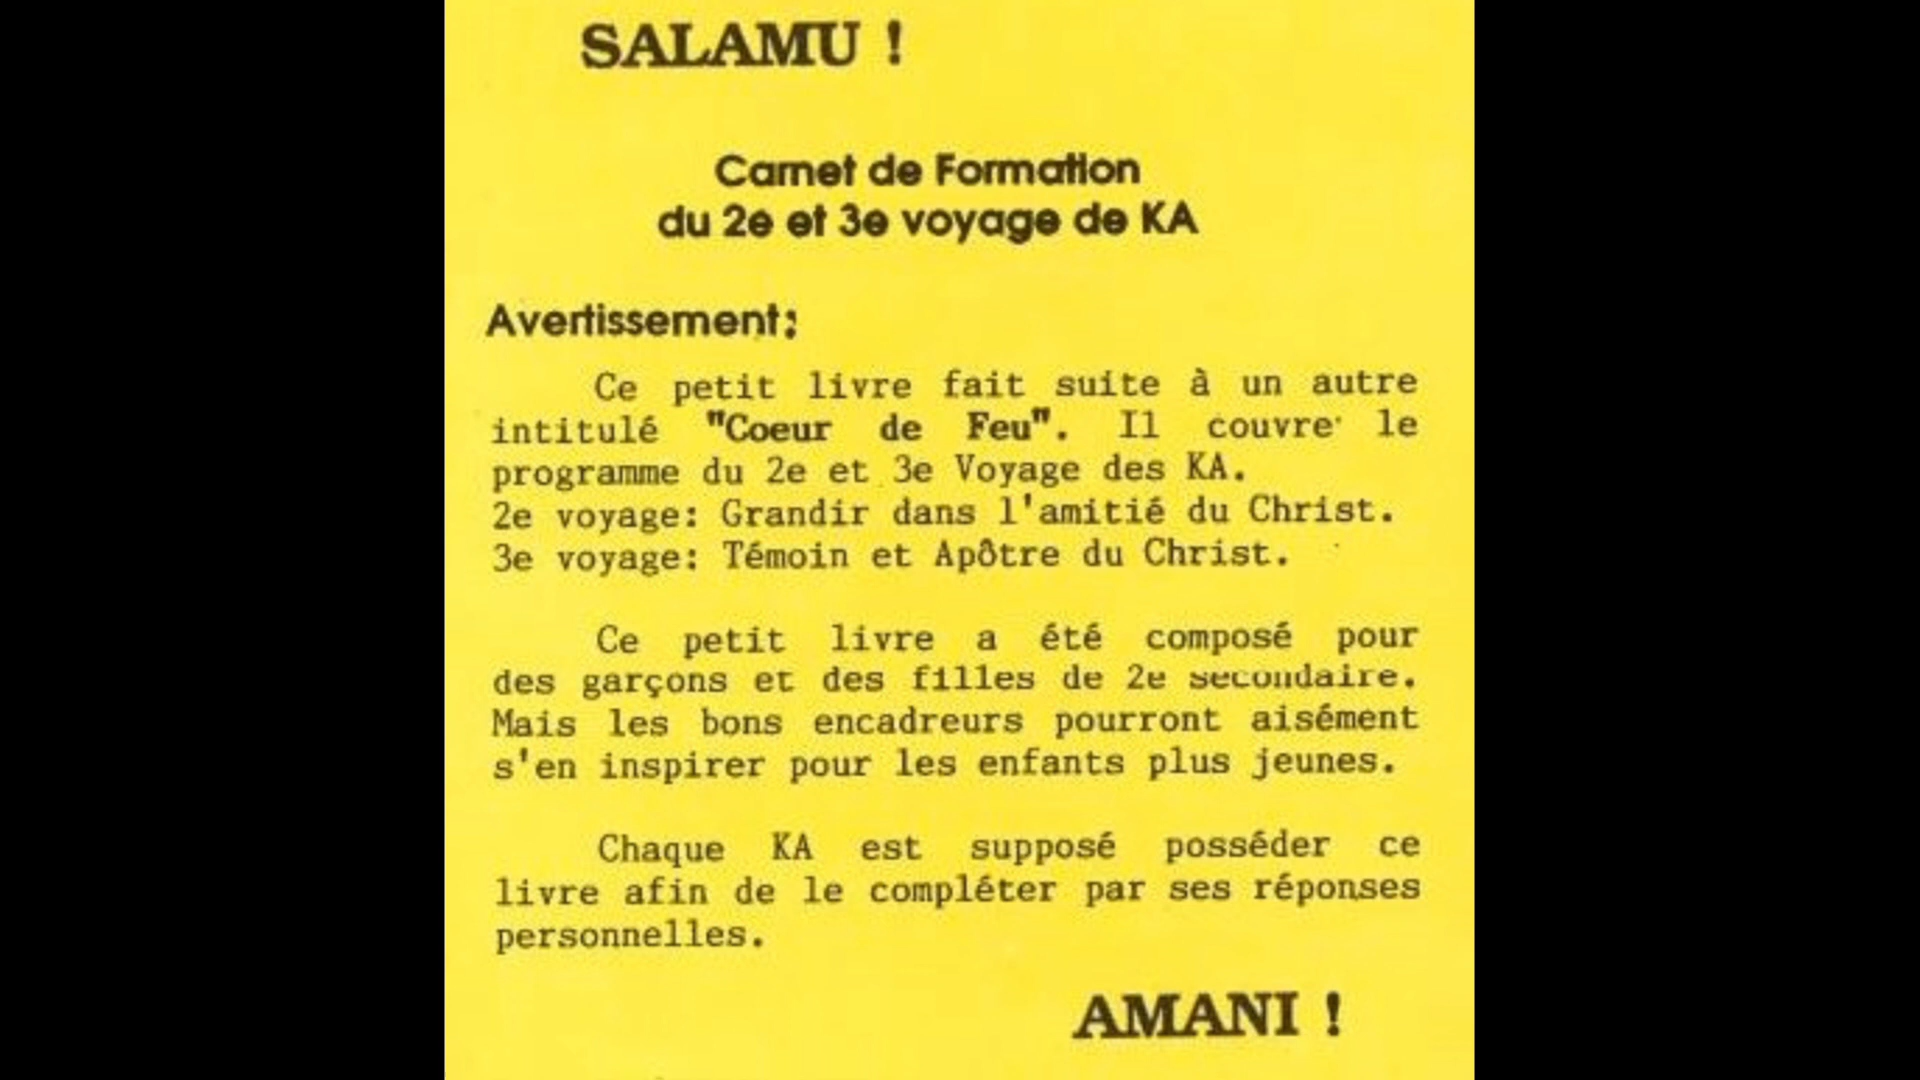 SALAMU !
Carnet de Formation
du 2e et 3e voyage de KA
Avertissement:
Ce petit livre fait suite à un autre
intitulé "Coeur de Feu". Il couvre le
programme du 2e et 3e Voyage des KA.
2e voyage: Grandir dans l'amitié du Christ.
3e voyage: Témoin et Apôtre du Christ.
Ce petit livre a été composé pour
des garçons et des filles de 2e secondaire.
Mais les bons encadreurs pourront aisément
s'en inspirer pour les enfants plus jeunes.
Chaque KA est supposé posséder ce
livre afin de le compléter par ses réponses
personnelles.
AMANI !